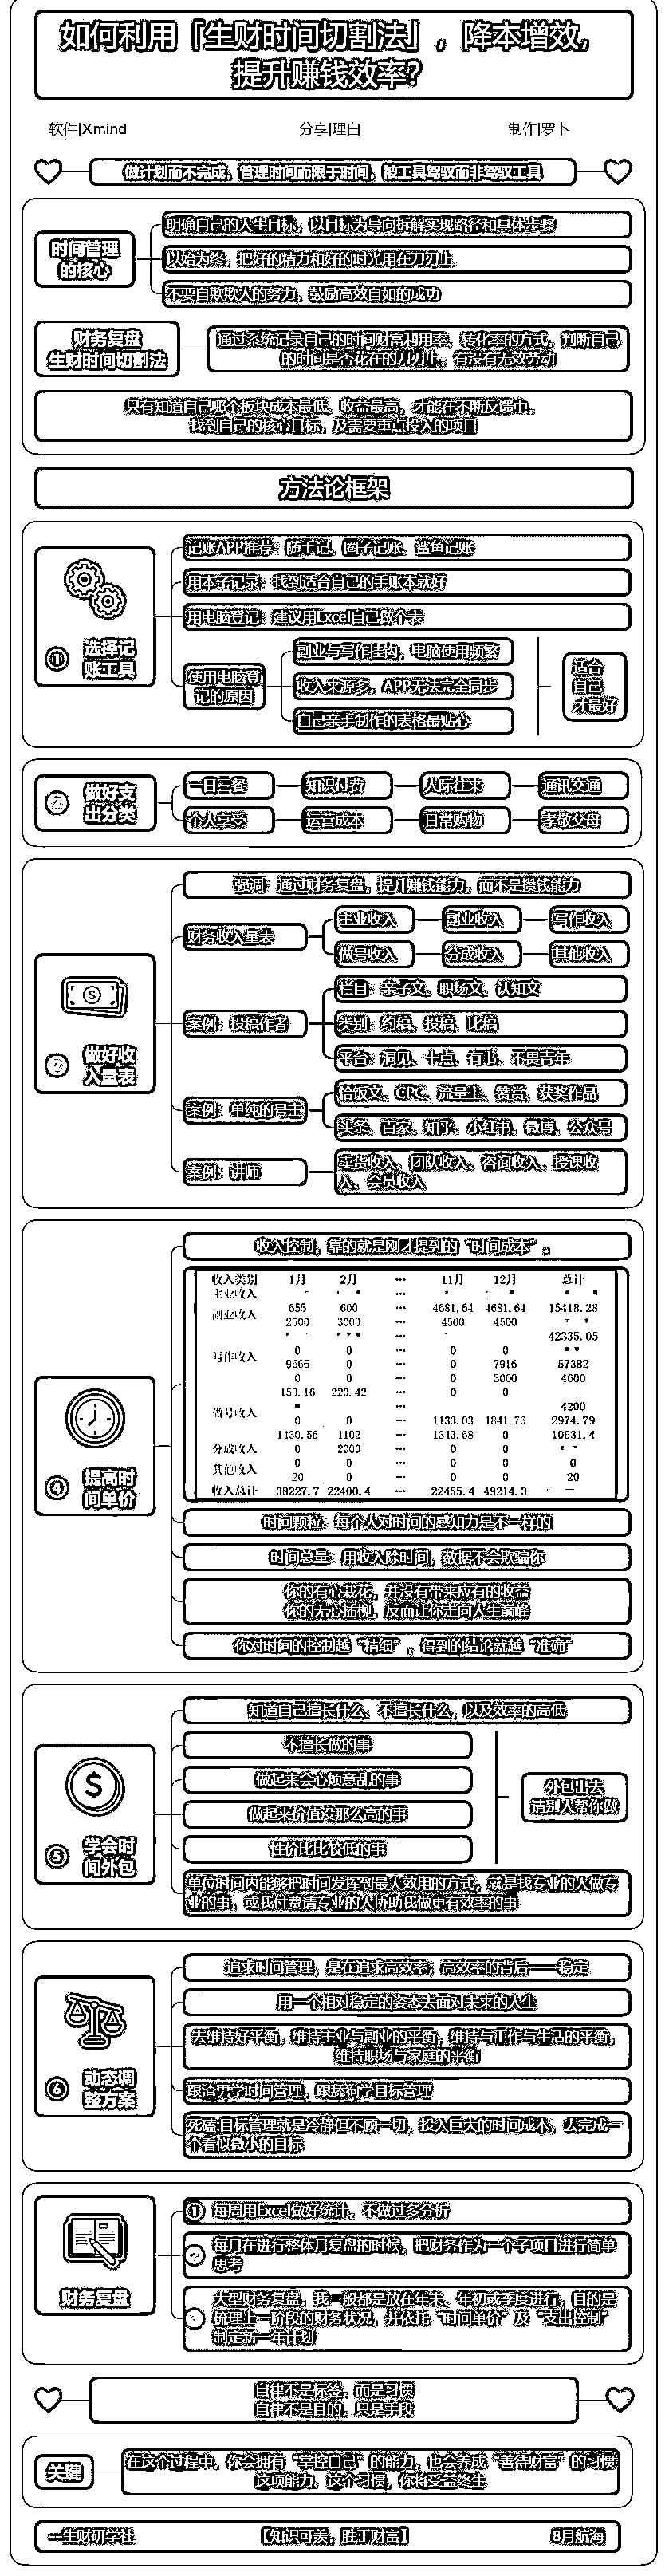 如何利用「生财时间切割法」，降本增效，
提升赚钱效率？
软件|Xmind
分享|理白
制作|罗卜
做计划而不完成，管理时间而限于时间，被工具驾驭而非驾驭工具
时间管理
的核心
明确自己的人生目标，以目标为导向拆解实现路径和具体步骤
以始为终，把好的精力和好的时光用在刀刃上
不要自欺欺人的努力，鼓励高效自如的成功
财务复盘
生财时间切割法
通过系统记录自己的时间财富利用率、转化率的方式，判断自己
的时间是否花在的刀刃上，有没有无效劳动
只有知道自己哪个板块成本最低、收益最高，才能在不断反馈中，
找到自己的核心目标，及需要重点投入的项目
方法论框架
① 选择记
账工具
记账APP推荐：随手记、圈子记账、鲨鱼记账
用本子记录：找到适合自己的手账本就好
用电脑登记：建议用Excel自己做个表
使用电脑登
记的原因
副业与写作挂钩，电脑使用频繁
收入来源多，APP无法完全同步
自己亲手制作的表格最贴心
适合
自己
才最好
② 做好支
出分类
一日三餐
知识付费
人际往来
通讯交通
个人享受
运营成本
日常购物
孝敬父母
做好收
入量表
强调：通过财务复盘，提升赚钱能力，而不是攒钱能力
财务收入量表
主业收入
副业收入
写作收入
做号收入
分成收入
其他收入
案例：投稿作者
栏目：亲子文、职场文、认知文
类别：约稿、投稿、比稿
平台：洞见、十点、有书、不畏青年
案例：单纯的号主
恰饭文、CPC、流量主、赞赏、获奖作品
头条、百家、知乎、小红书、微博、公众号
案例：讲师
卖货收入、团队收入、咨询收入、授课收
入、会员收入
④ 提高时
间单价
收入控制，靠的就是刚才提到的“时间成本”。
收入类别 1月 2月 ... 11月 12月 总计
主业收入
副业收入 655 600 ... 4681.64 4681.64 15418.28
2500 3000 ... 4500 4500
42335.05
写作收入 0 0 ... 0 0
9666 0 ... 0 7916 57382
0 0 ... 0 3000 4600
153.16 220.42 ... 0 0
做号收入 4200
0 0 ... 1133.03 1841.76 2974.79
1430.56 1102 ... 1343.68 0 10631.4
分成收入 0 2000 ... 0 0
其他收入 0 0 ... 0 0 0
20 0 ... 0 0 20
收入总计 38227.7 22400.4 ... 22455.4 49214.3
时间颗粒：每个人对时间的感知力是不一样的
时间总量：用收入除时间，数据不会欺骗你
你的有心栽花，并没有带来应有的收益
你的无心插柳，反而让你走向人生巅峰
你对时间的控制越“精细”，得到的结论就越“准确”
⑤ 学会时
间外包
知道自己擅长什么、不擅长什么，以及效率的高低
不擅长做的事
做起来会心烦意乱的事
做起来价值没那么高的事
性价比比较低的事
外包出去
请别人帮你做
单位时间内能够把时间发挥到最大效用的方式，就是找专业的人做专
业的事，或我付费请专业的人协助我做更有效率的事
⑥ 动态调
整方案
追求时间管理，是在追求高效率；高效率的背后——稳定
用一个相对稳定的姿态去面对未来的人生
去维持好平衡，维持主业与副业的平衡，维持与工作与生活的平衡，
维持职场与家庭的平衡
跟渣男学时间管理，跟舔狗学目标管理
死磕目标管理就是冷静但不顾一切，投入巨大的时间成本，去完成一
个看似微小的目标
财务复盘
① 每周用Excel做好统计，不做过多分析
每月在进行整体月复盘的时候，把财务作为一个子项目进行简单
思考
大型财务复盘，我一般都是放在年末、年初或季度进行，目的是
梳理上一阶段的财务状况，并依托“时间单价”及“支出控制”
制定新一年计划
自律不是标签，而是习惯
自律不是目的，只是手段
关键
在这个过程中，你会拥有“掌控自己”的能力，也会养成“善待财富”的习惯
这项能力、这个习惯，你将受益终生
生财研学社
【知识可卖，胜于财富】
8月航海